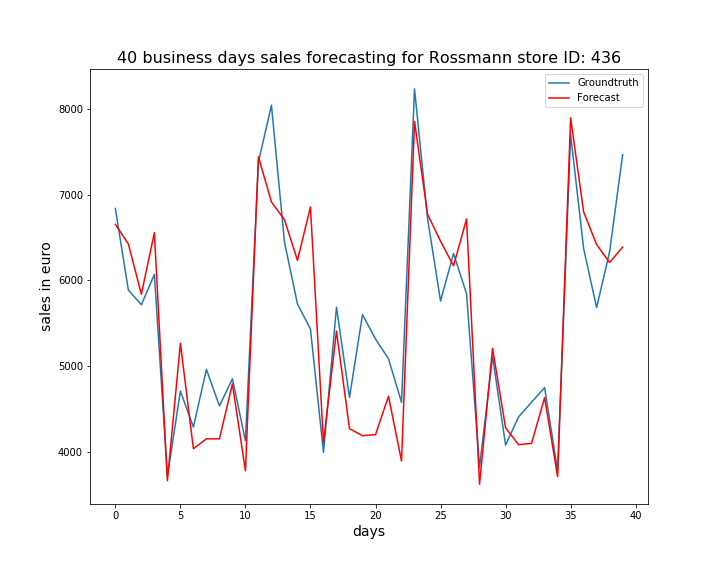 40 business days sales forecasting for Rossmann store ID: 436
Groundtruth
Forecast
8000
7000
6000
5000
4000
sales in euro
0 5 10 15 20 25 30 35 40
days